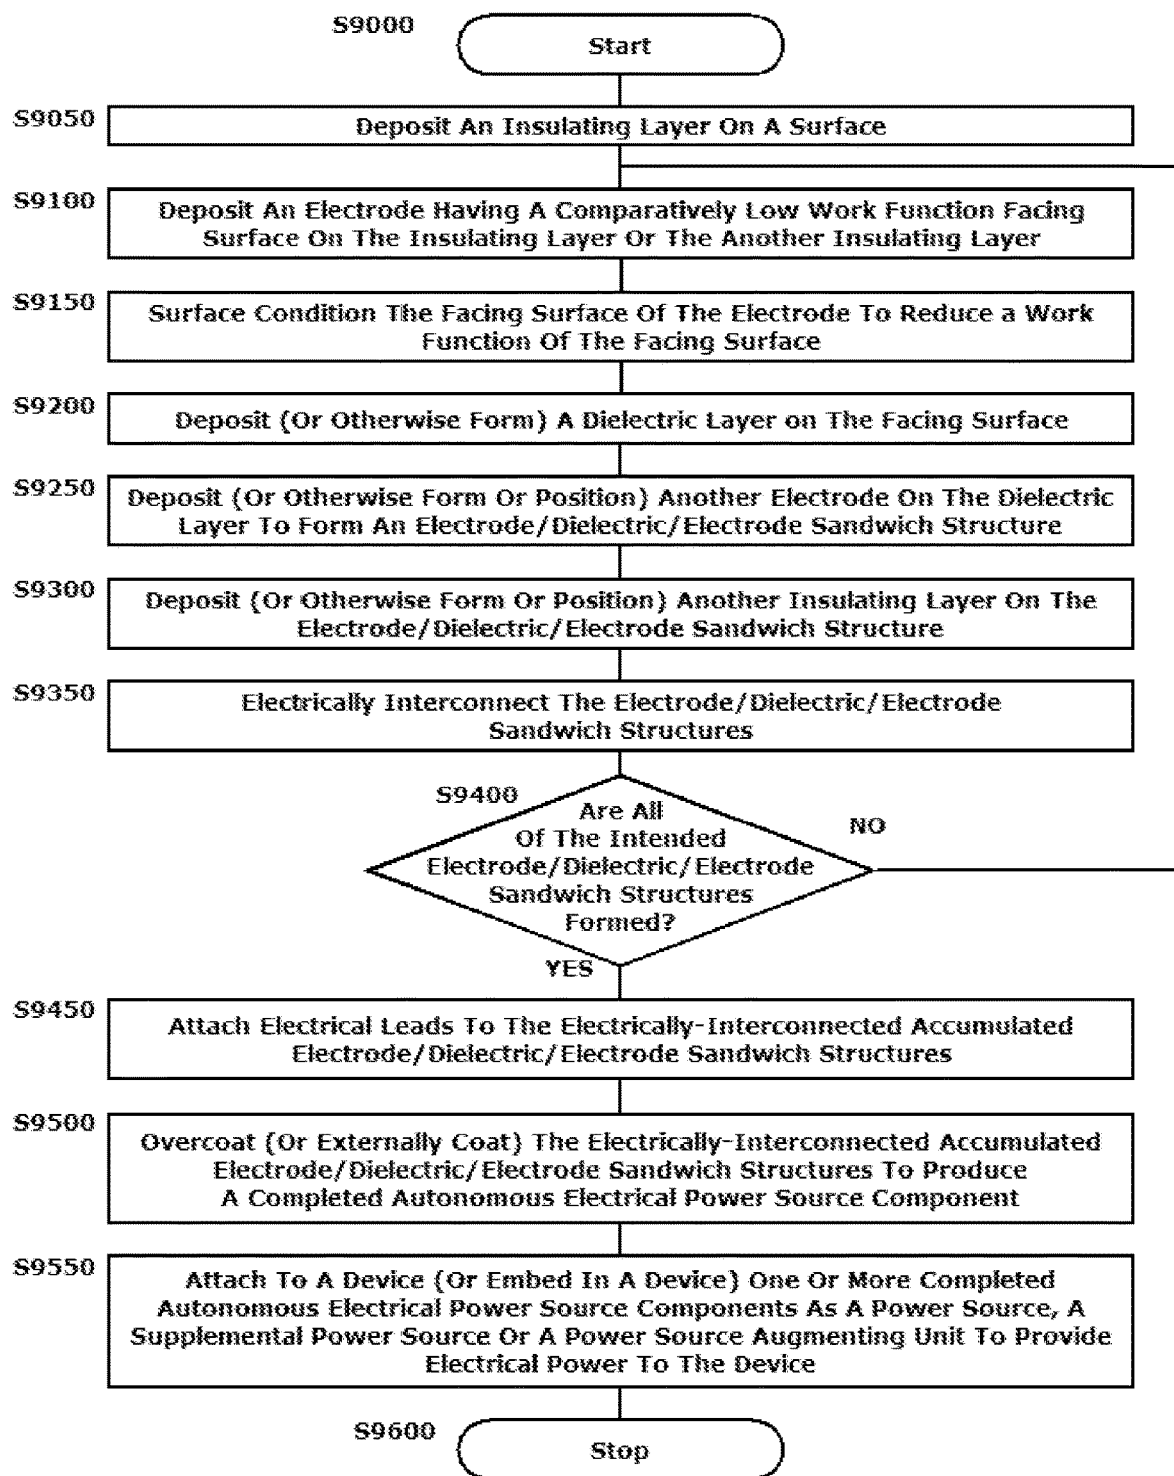 S9000
Start
S9050
Deposit An Insulating Layer On A Surface
S9100
Deposit An Electrode Having A Comparatively Low Work Function Facing
Surface On The Insulating Layer Or The Another Insulating Layer
S9150
Surface Condition The Facing Surface Of The Electrode To Reduce a Work
Function Of The Facing Surface
S9200
Deposit (Or Otherwise Form) A Dielectric Layer on The Facing Surface
S9250
Deposit (Or Otherwise Form Or Position) Another Electrode On The Dielectric
Layer To Form An Electrode/Dielectric/Electrode Sandwich Structure
S9300
Deposit (Or Otherwise Form Or Position) Another Insulating Layer On The
Electrode/Dielectric/Electrode Sandwich Structure
S9350
Electrically Interconnect The Electrode/Dielectric/Electrode
Sandwich Structures
S9400
Are All
Of The Intended
Electrode/Dielectric/Electrode
Sandwich Structures
Formed?
NO
YES
S9450
Attach Electrical Leads To The Electrically-Interconnected Accumulated
Electrode/Dielectric/Electrode Sandwich Structures
S9500
Overcoat (Or Externally Coat) The Electrically-Interconnected Accumulated
Electrode/Dielectric/Electrode Sandwich Structures To Produce
A Completed Autonomous Electrical Power Source Component
S9550
Attach To A Device (Or Embed In A Device) One Or More Completed
Autonomous Electrical Power Source Components As A Power Source, A
Supplemental Power Source Or A Power Source Augmenting Unit To Provide
Electrical Power To The Device
S9600
Stop